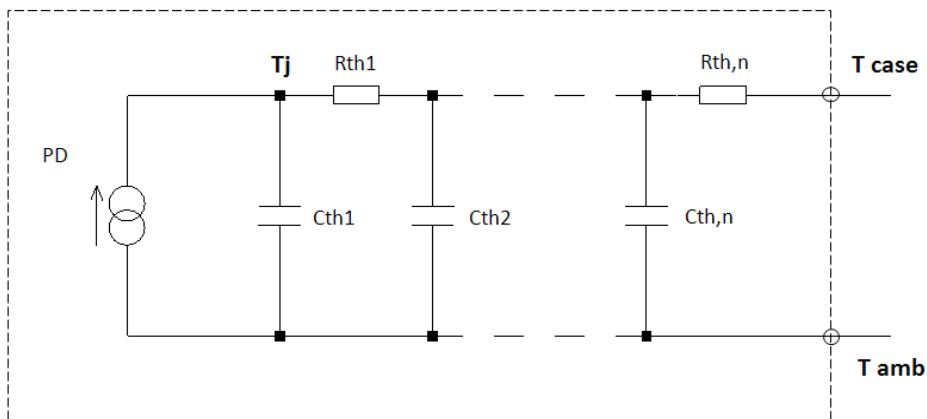 Tj
Rth1
Rth,n
T case
PD
Cth1
Cth2
Cth,n
T amb